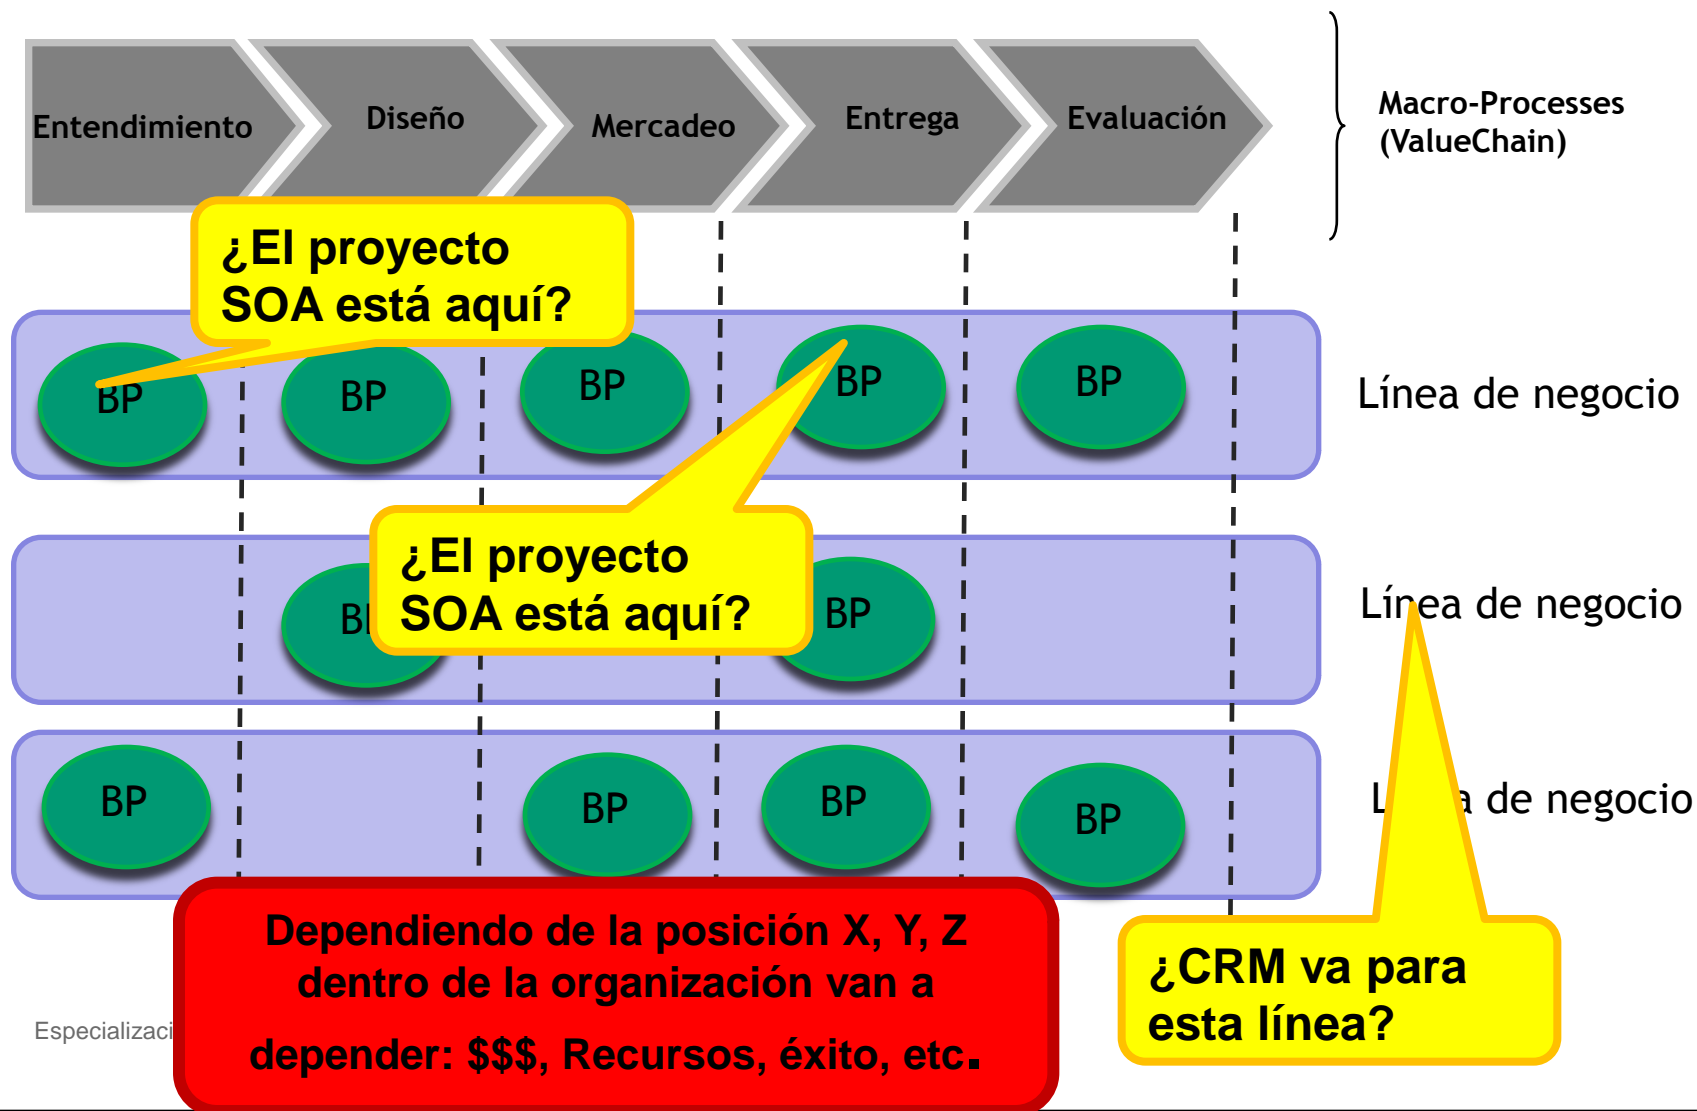 Entendimiento
Diseño
Mercadeo
Entrega
Evaluación
Macro-Processes
(ValueChain)
¿El proyecto
SOA está aquí?
BP
BP
BP
BP
BP
Línea de negocio
¿El proyecto
SOA está aquí?
BP
Línea de negocio
BP
BP
BP
BP
de negocio
Dependiendo de la posición X, Y, Z
dentro de la organización van a
depender: $$$, Recursos, éxito, etc.
¿CRM va para
esta línea?